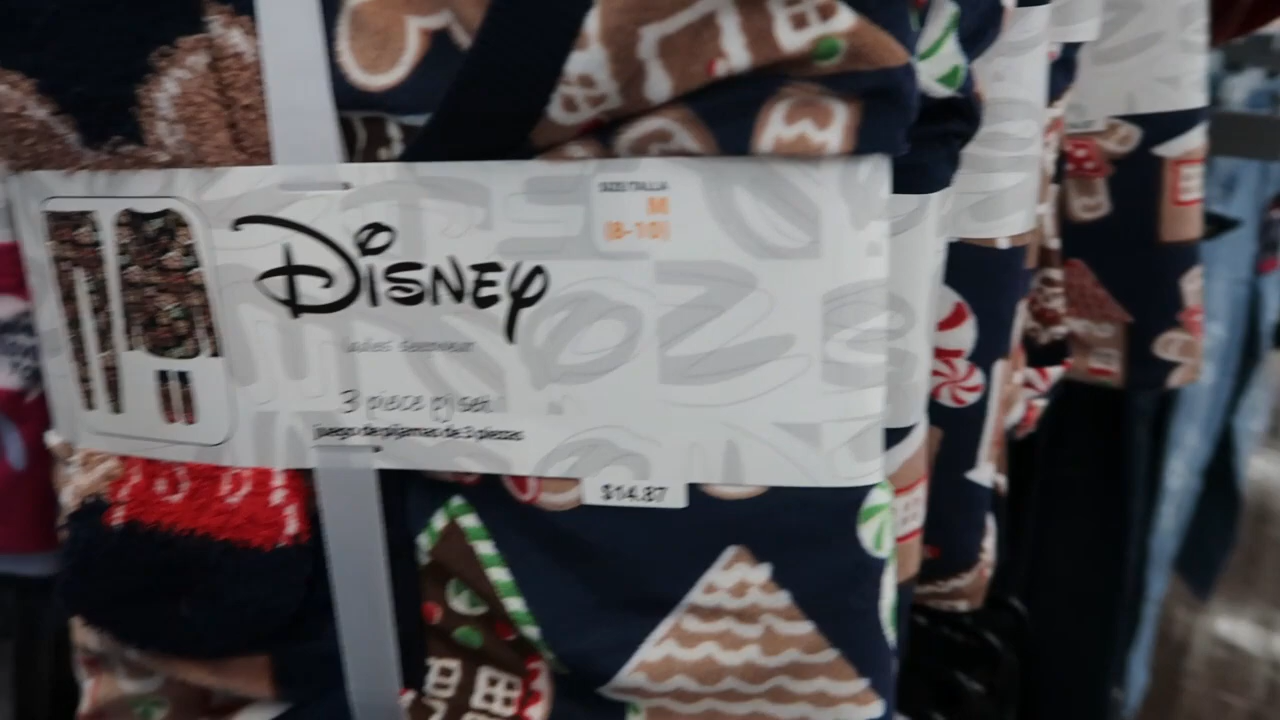 SIZE/TALLA
M
(8-10)
DISNEY
3 piece pj set
juego de pijamas de 3 piezas
$14.87